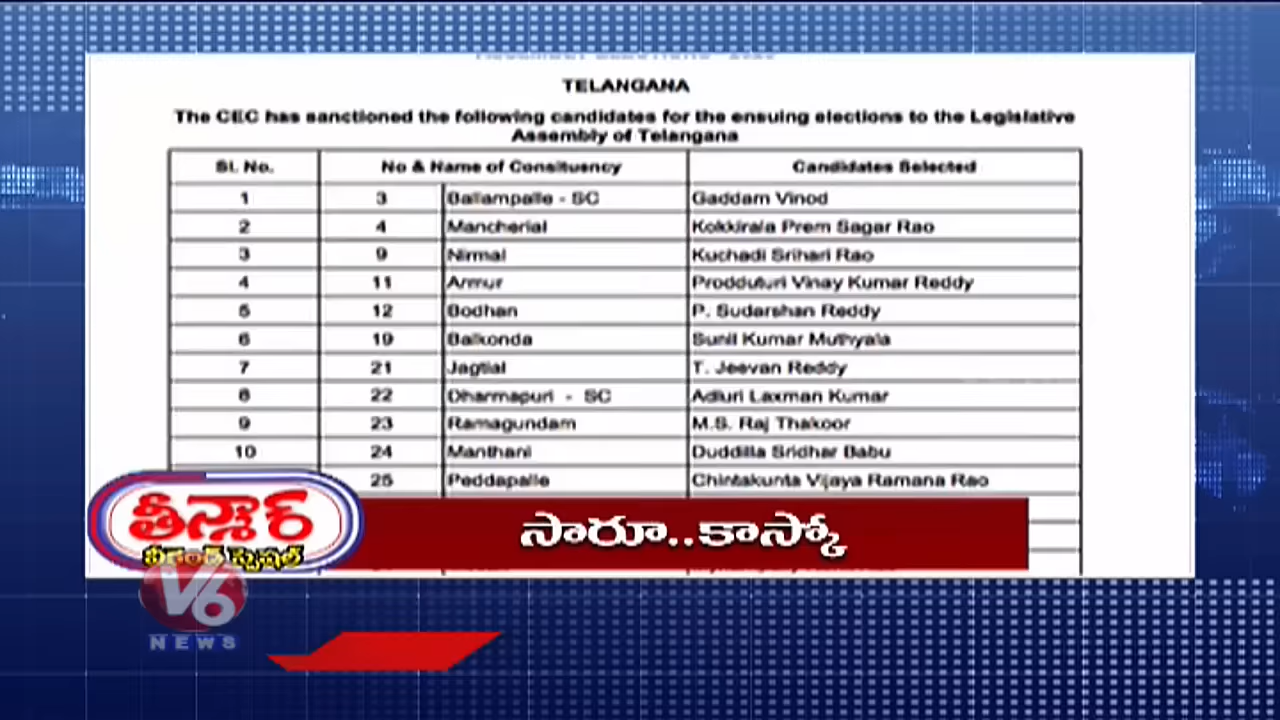 TELANGANA
The CEC has sanctioned the following candidates for the ensuing elections to the Legislative
Assembly of Telangana
Sl. No. No & Name of Consituency Candidates Selected
1 3 Bellampalle - SC Gaddam Vinod
2 4 Mancherial Kokkirala Prem Sagar Rao
3 9 Nirmal Kuchadi Srihari Rao
4 11 Armur Prodduturi Vinay Kumar Reddy
5 12 Bodhan P. Sudarshan Reddy
6 19 Balkonda Sunil Kumar Muthyala
7 21 Jagtial T. Jeevan Reddy
8 22 Dharmapuri - SC Adluri Laxman Kumar
9 23 Ramagundam M.S. Raj Thakoor
10 24 Manthani Duddilla Sridhar Babu
25 Peddapalle Chintakunta Vijaya Ramana Rao
తీన్మార్
వీకెండ్ స్పెషల్
సారూ..కాస్కో
V6
NEWS